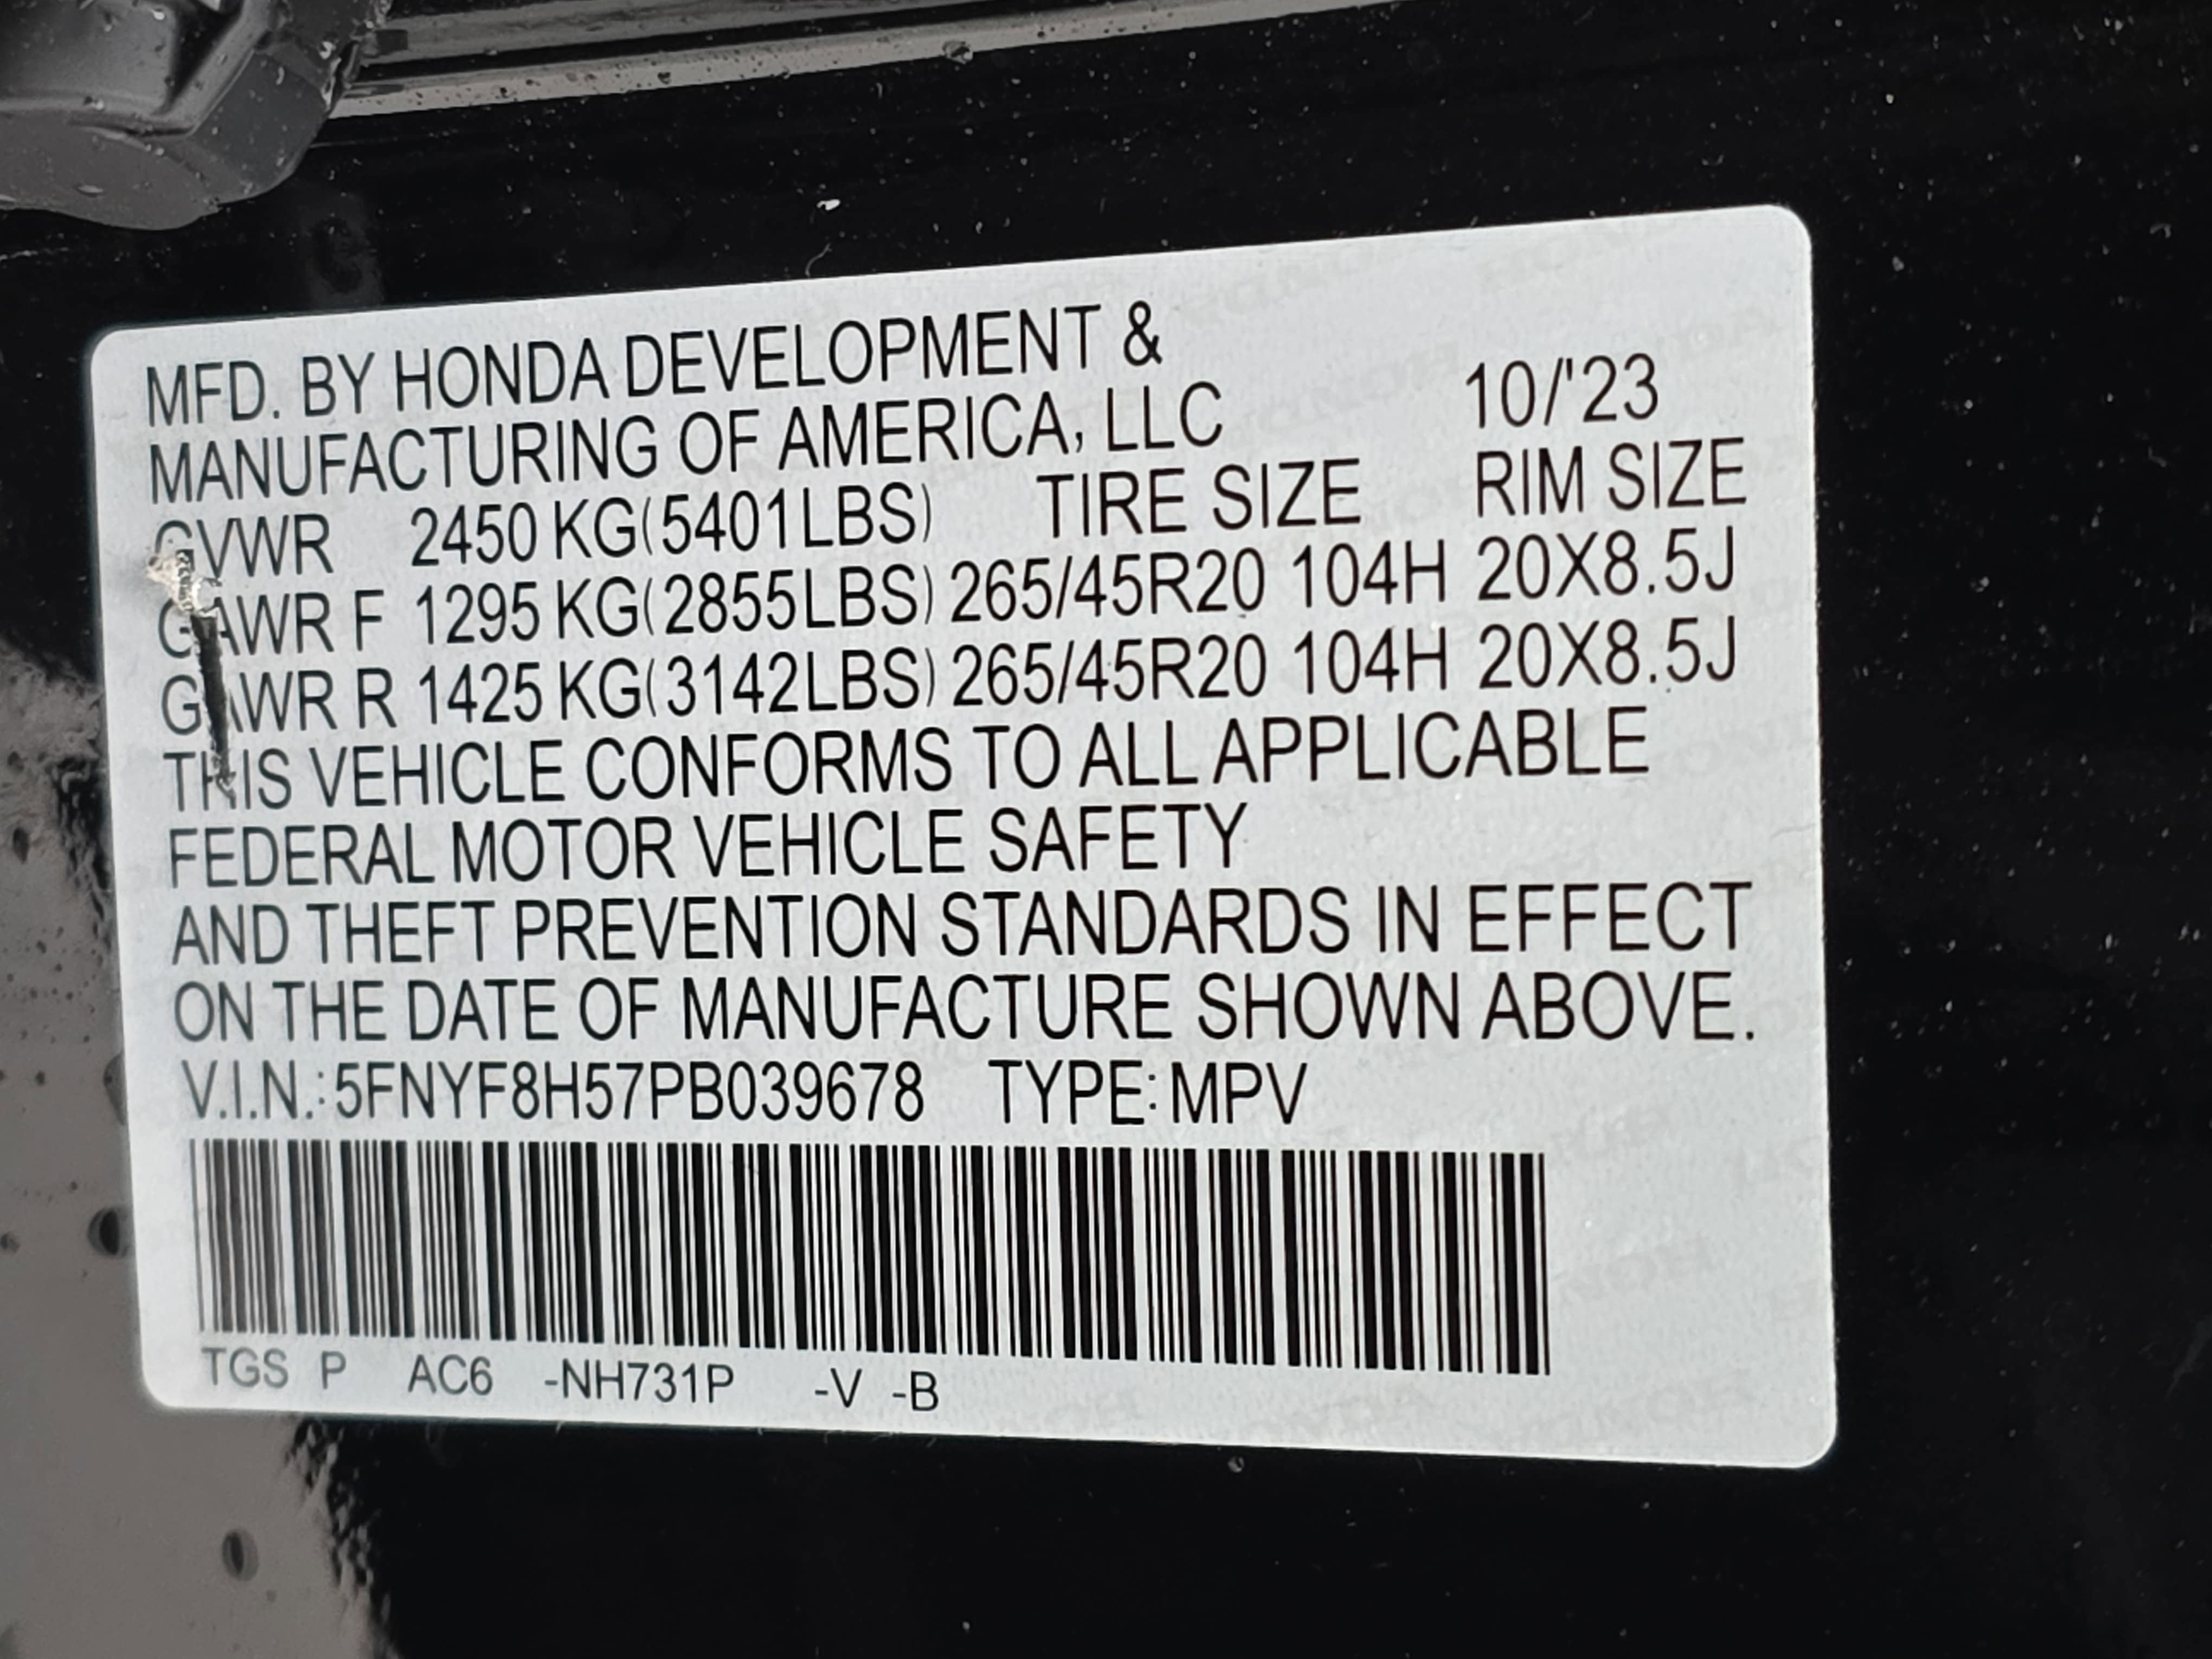 MFD. BY HONDA DEVELOPMENT &
MANUFACTURING OF AMERICA, LLC 10/'23
GVWR 2450 KG(5401LBS) TIRE SIZE RIM SIZE
GAWR F 1295 KG(2855LBS) 265/45R20 104H 20X8.5J
GAWR R 1425 KG(3142LBS) 265/45R20 104H 20X8.5J
THIS VEHICLE CONFORMS TO ALL APPLICABLE
FEDERAL MOTOR VEHICLE SAFETY
AND THEFT PREVENTION STANDARDS IN EFFECT
ON THE DATE OF MANUFACTURE SHOWN ABOVE.
V.I.N.: 5FNYF8H57PB039678 TYPE: MPV
TGS P AC6 -NH731P -V -B